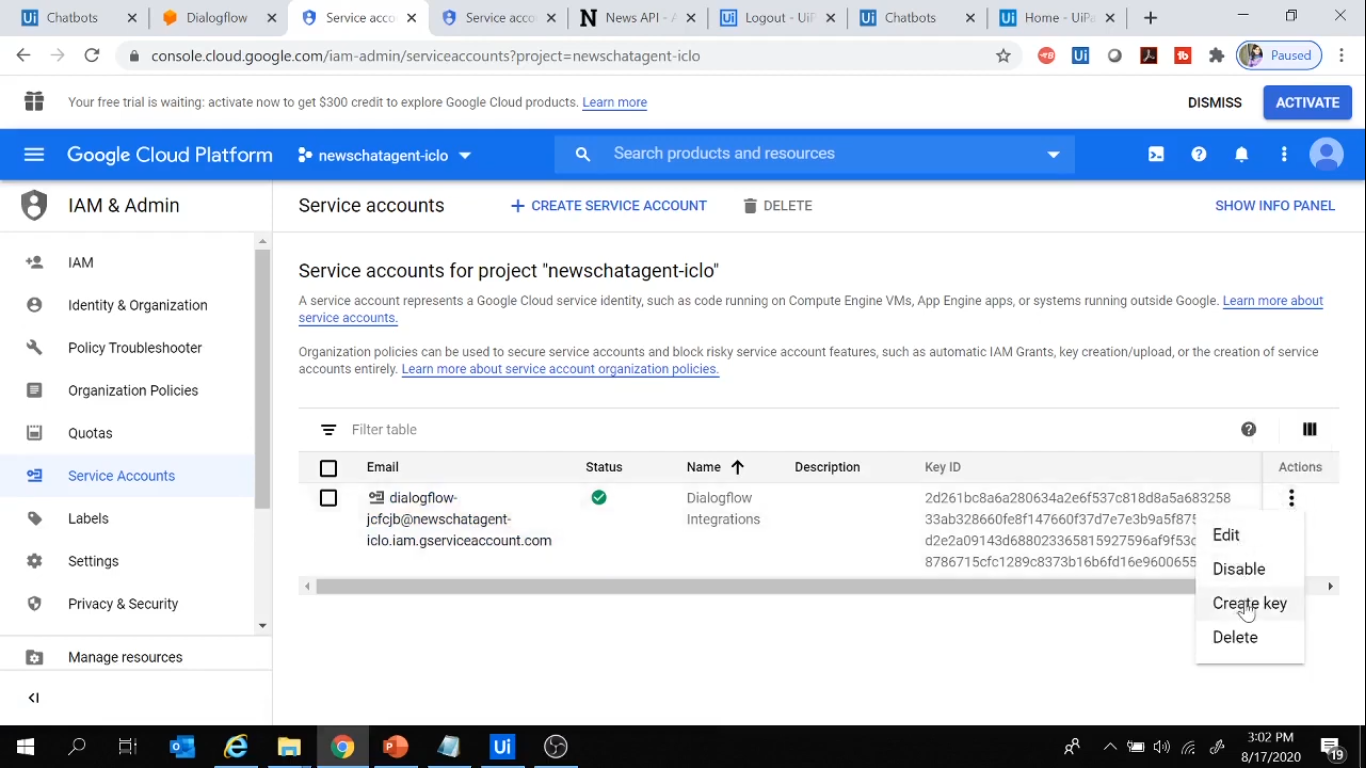 Chatbots
Dialogflow
Service acco
Service acco
News API - A
Logout - UiP
Chatbots
Home - UiPa
console.cloud.google.com/iam-admin/serviceaccounts?project=newschatagent-iclo
Paused
Your free trial is waiting: activate now to get $300 credit to explore Google Cloud products. Learn more
DISMISS
ACTIVATE
Google Cloud Platform
newschatagent-iclo
Search products and resources
IAM & Admin
Service accounts
CREATE SERVICE ACCOUNT
DELETE
SHOW INFO PANEL
IAM
Identity & Organization
Policy Troubleshooter
Organization Policies
Quotas
Service Accounts
Labels
Settings
Privacy & Security
Manage resources
Service accounts for project "newschatagent-iclo"
A service account represents a Google Cloud service identity, such as code running on Compute Engine VMs, App Engine apps, or systems running outside Google. Learn more about
service accounts.
Organization policies can be used to secure service accounts and block risky service account features, such as automatic IAM Grants, key creation/upload, or the creation of service
accounts entirely. Learn more about service account organization policies.
Filter table
Email
Status
Name
Description
Key ID
Actions
dialogflow-
jcfcjb@newschatagent-
iclo.iam.gserviceaccount.com
Dialogflow
Integrations
2d261bc8a6a280634a2e6f537c818d8a5a683258
33ab328660fe8f147660f37d7e7e3b9a5f875
d2e2a09143d688023365815927596af9f53c
8786715cfc1289c8373b16b6fd16e9600655
Edit
Disable
Create key
Delete
3:02 PM
8/17/2020
19